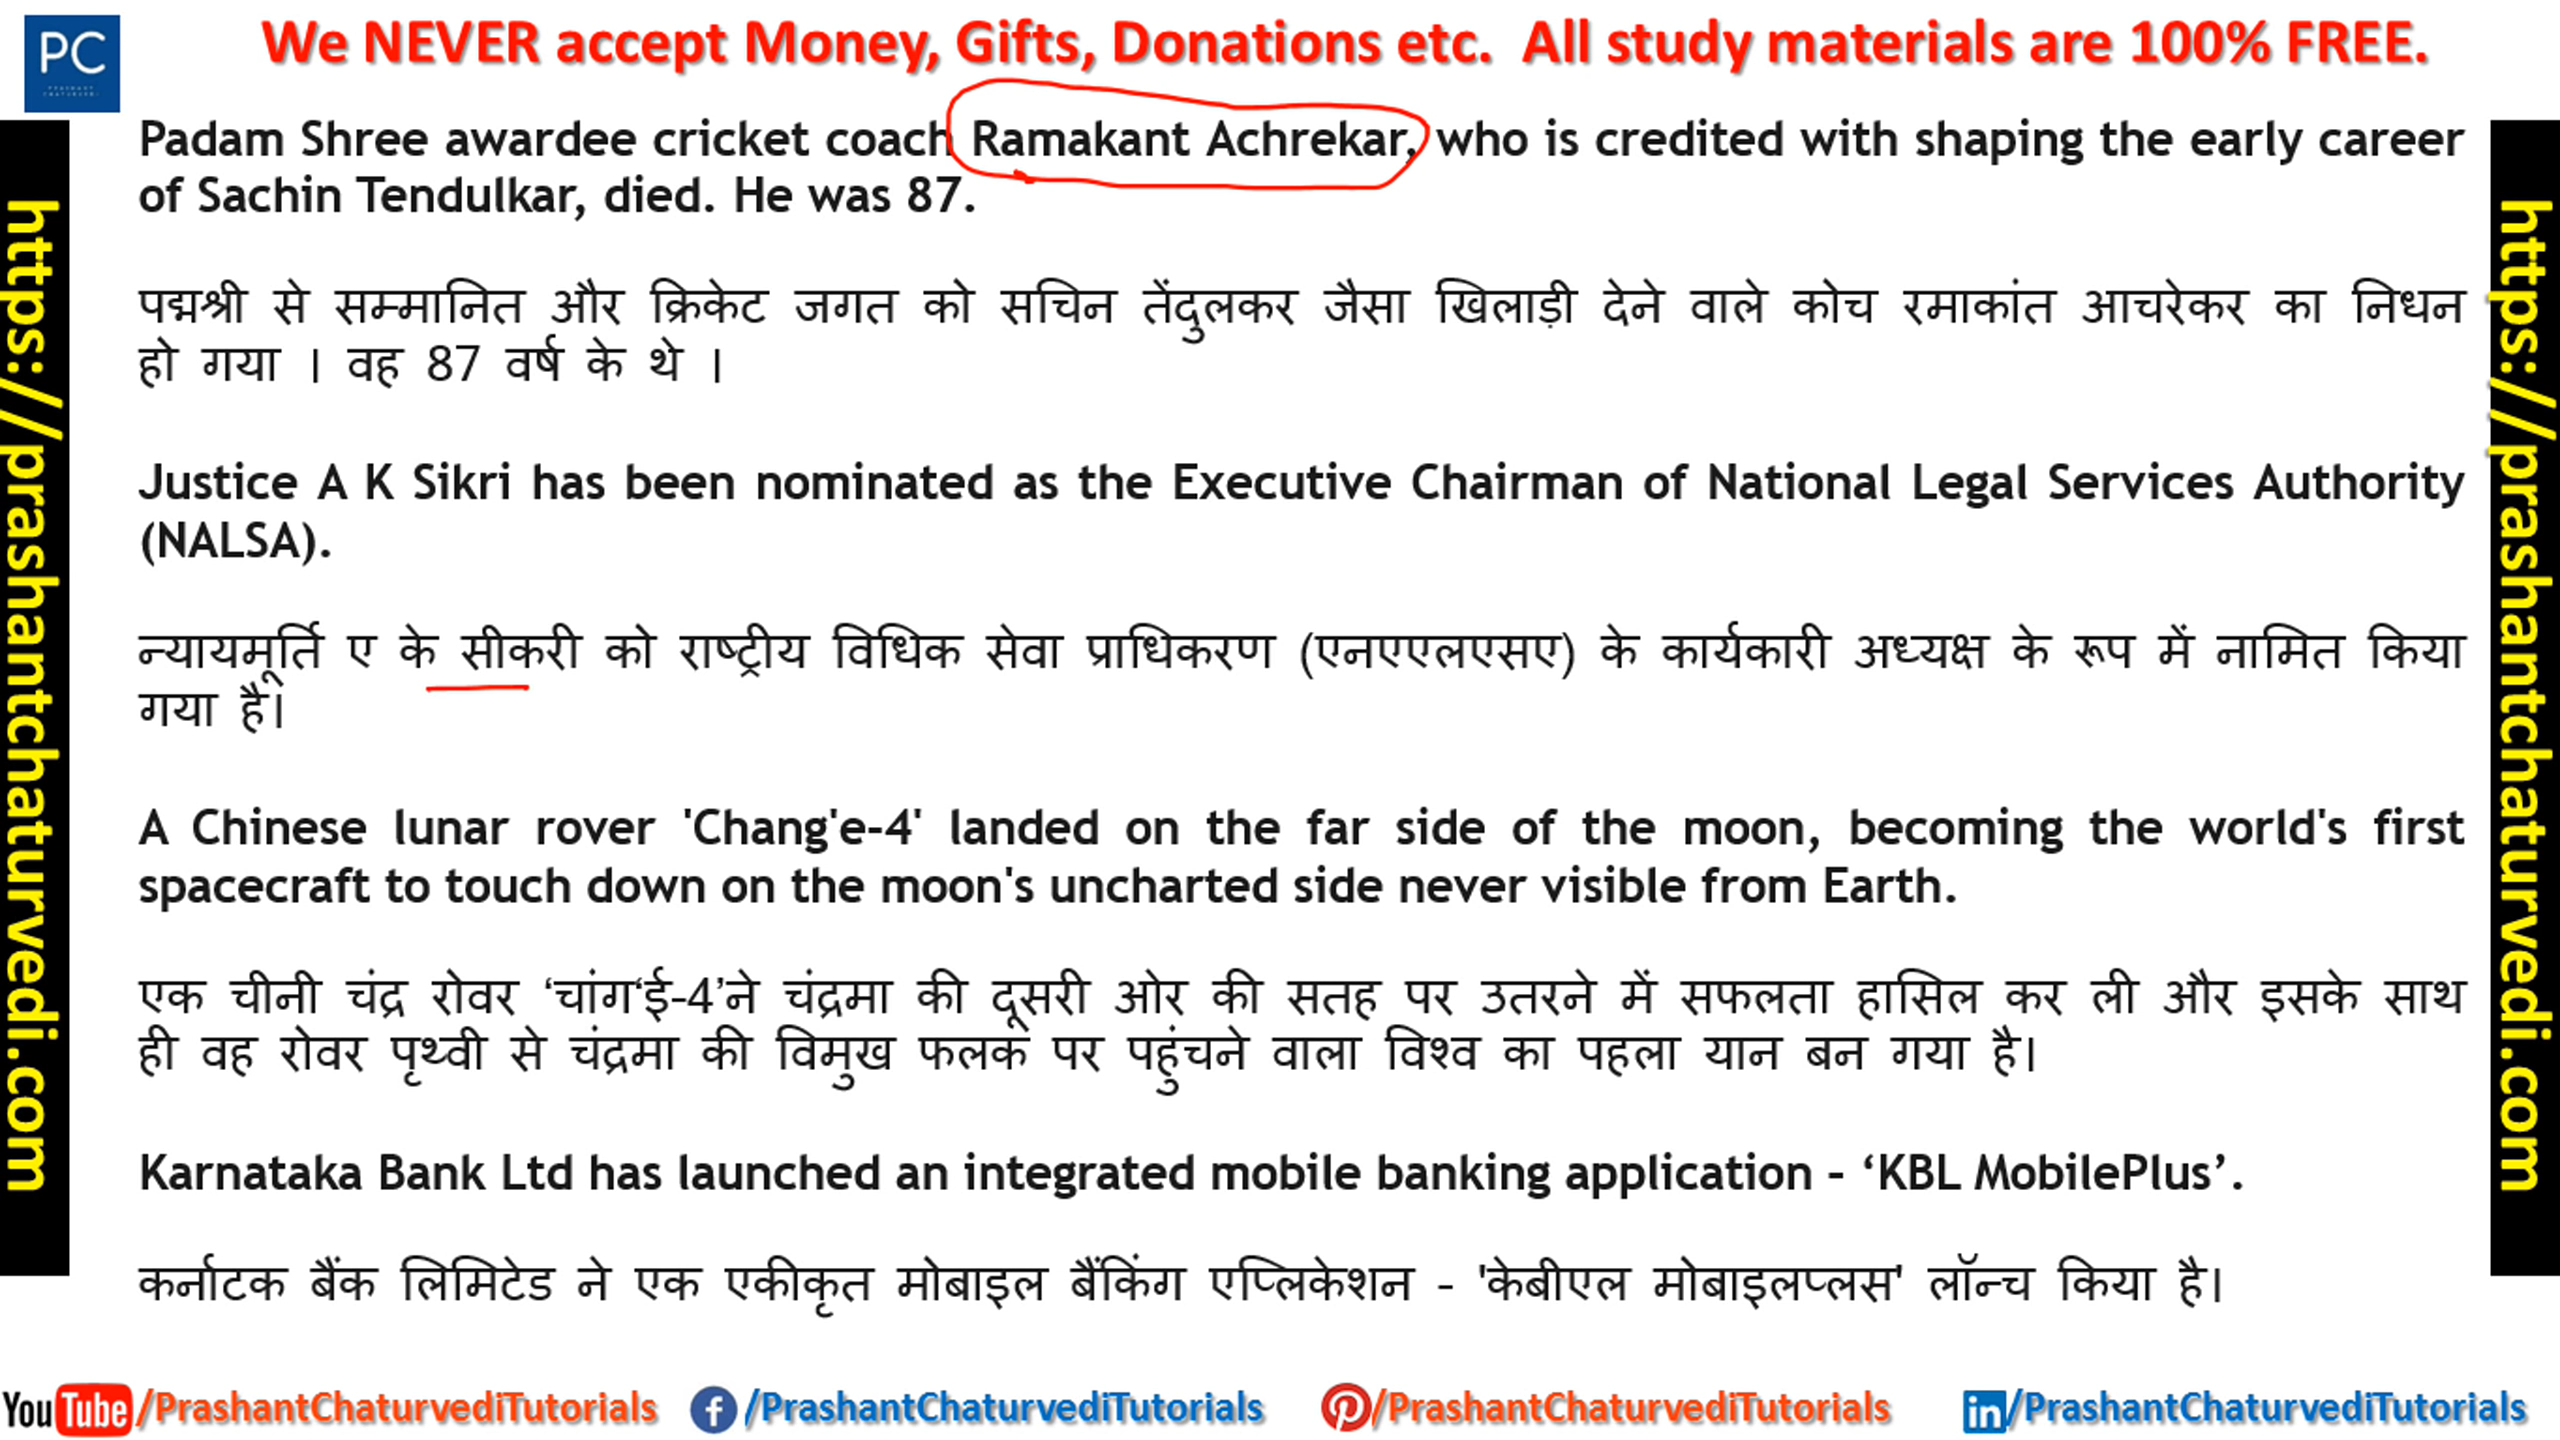 PC
PRASHANT
CHATURVEDI
We NEVER accept Money, Gifts, Donations etc. All study materials are 100% FREE.
https://prashantchaturvedi.com
Padam Shree awardee cricket coach Ramakant Achrekar, who is credited with shaping the early career
of Sachin Tendulkar, died. He was 87.
पद्मश्री से सम्मानित और क्रिकेट जगत को सचिन तेंदुलकर जैसा खिलाड़ी देने वाले कोच रमाकांत आचरेकर का निधन
हो गया । वह 87 वर्ष के थे ।
Justice A K Sikri has been nominated as the Executive Chairman of National Legal Services Authority
(NALSA).
न्यायमूर्ति ए के सीकरी को राष्ट्रीय विधिक सेवा प्राधिकरण (एनएएलएसए) के कार्यकारी अध्यक्ष के रूप में नामित किया
गया है।
A Chinese lunar rover 'Chang'e-4' landed on the far side of the moon, becoming the world's first
spacecraft to touch down on the moon's uncharted side never visible from Earth.
एक चीनी चंद्र रोवर ‘चांग‘ई-4’ने चंद्रमा की दूसरी ओर की सतह पर उतरने में सफलता हासिल कर ली और इसके साथ
ही वह रोवर पृथ्वी से चंद्रमा की विमुख फलक पर पहुंचने वाला विश्व का पहला यान बन गया है।
Karnataka Bank Ltd has launched an integrated mobile banking application – ‘KBL MobilePlus’.
कर्नाटक बैंक लिमिटेड ने एक एकीकृत मोबाइल बैंकिंग एप्लिकेशन - 'केबीएल मोबाइलप्लस' लॉन्च किया है।
https://prashantchaturvedi.com
YouTube/PrashantChaturvediTutorials f/PrashantChaturvediTutorials /PrashantChaturvediTutorials in/PrashantChaturvediTutorials